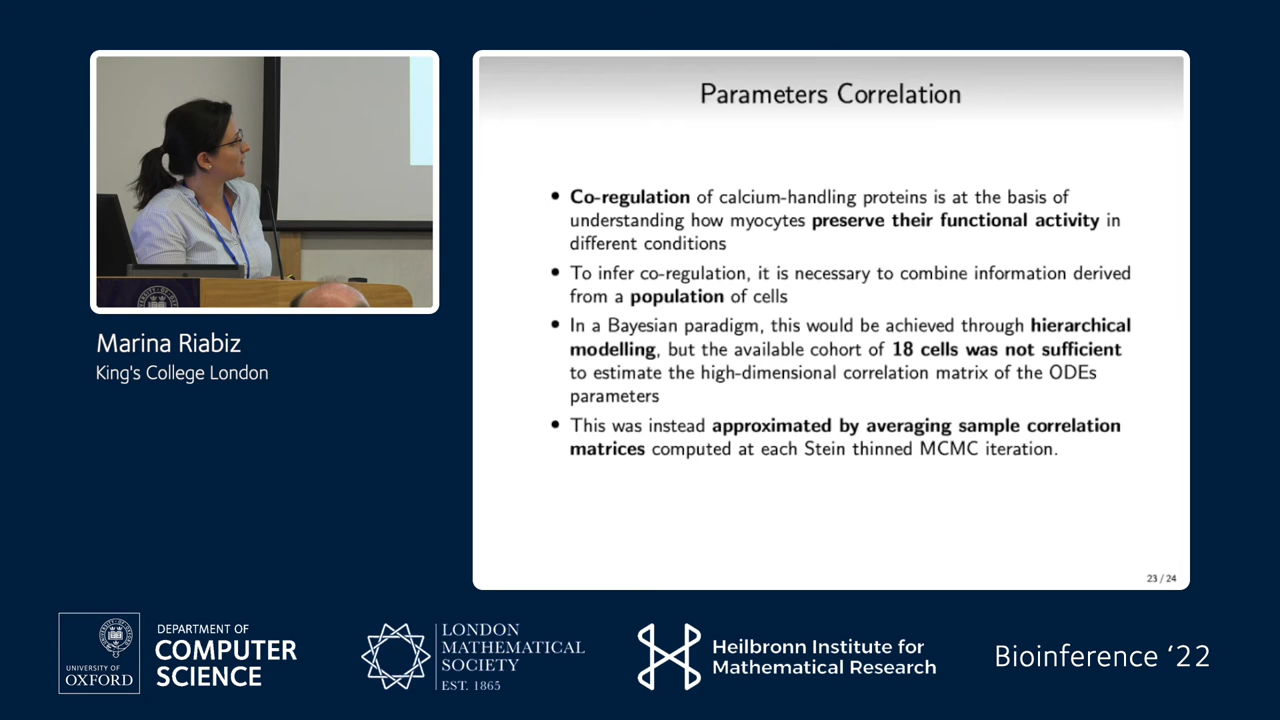 Parameters Correlation
• Co-regulation of calcium-handling proteins is at the basis of
understanding how myocytes preserve their functional activity in
different conditions
• To infer co-regulation, it is necessary to combine information derived
from a population of cells
• In a Bayesian paradigm, this would be achieved through hierarchical
modelling, but the available cohort of 18 cells was not sufficient
to estimate the high-dimensional correlation matrix of the ODEs
parameters
• This was instead approximated by averaging sample correlation
matrices computed at each Stein thinned MCMC iteration.
23 / 24
Marina Riabiz
King's College London
UNIVERSITY OF
OXFORD
DEPARTMENT OF
COMPUTER
SCIENCE
LONDON
MATHEMATICAL
SOCIETY
EST. 1865
Heilbronn Institute for
Mathematical Research
Bioinference ‘22